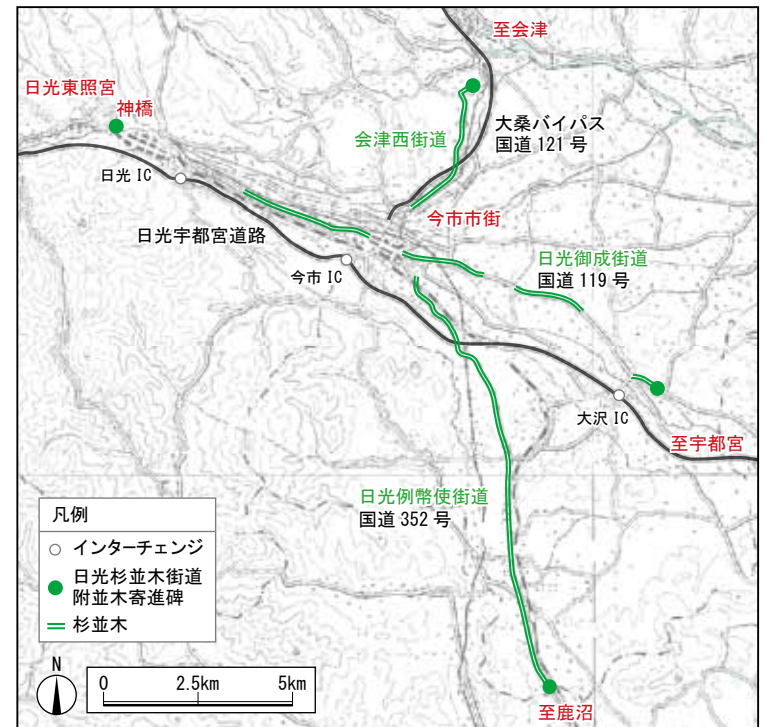 至会津
日光東照宮
神橋
会津西街道
大桑バイパス
国道 121 号
日光 IC
今市市街
日光宇都宮道路
日光御成街道
国道 119 号
今市 IC
大沢 IC
至宇都宮
日光例幣使街道
国道 352 号
凡例
インターチェンジ
日光杉並木街道
附並木寄進碑
杉並木
N
0 2.5km 5km
至鹿沼